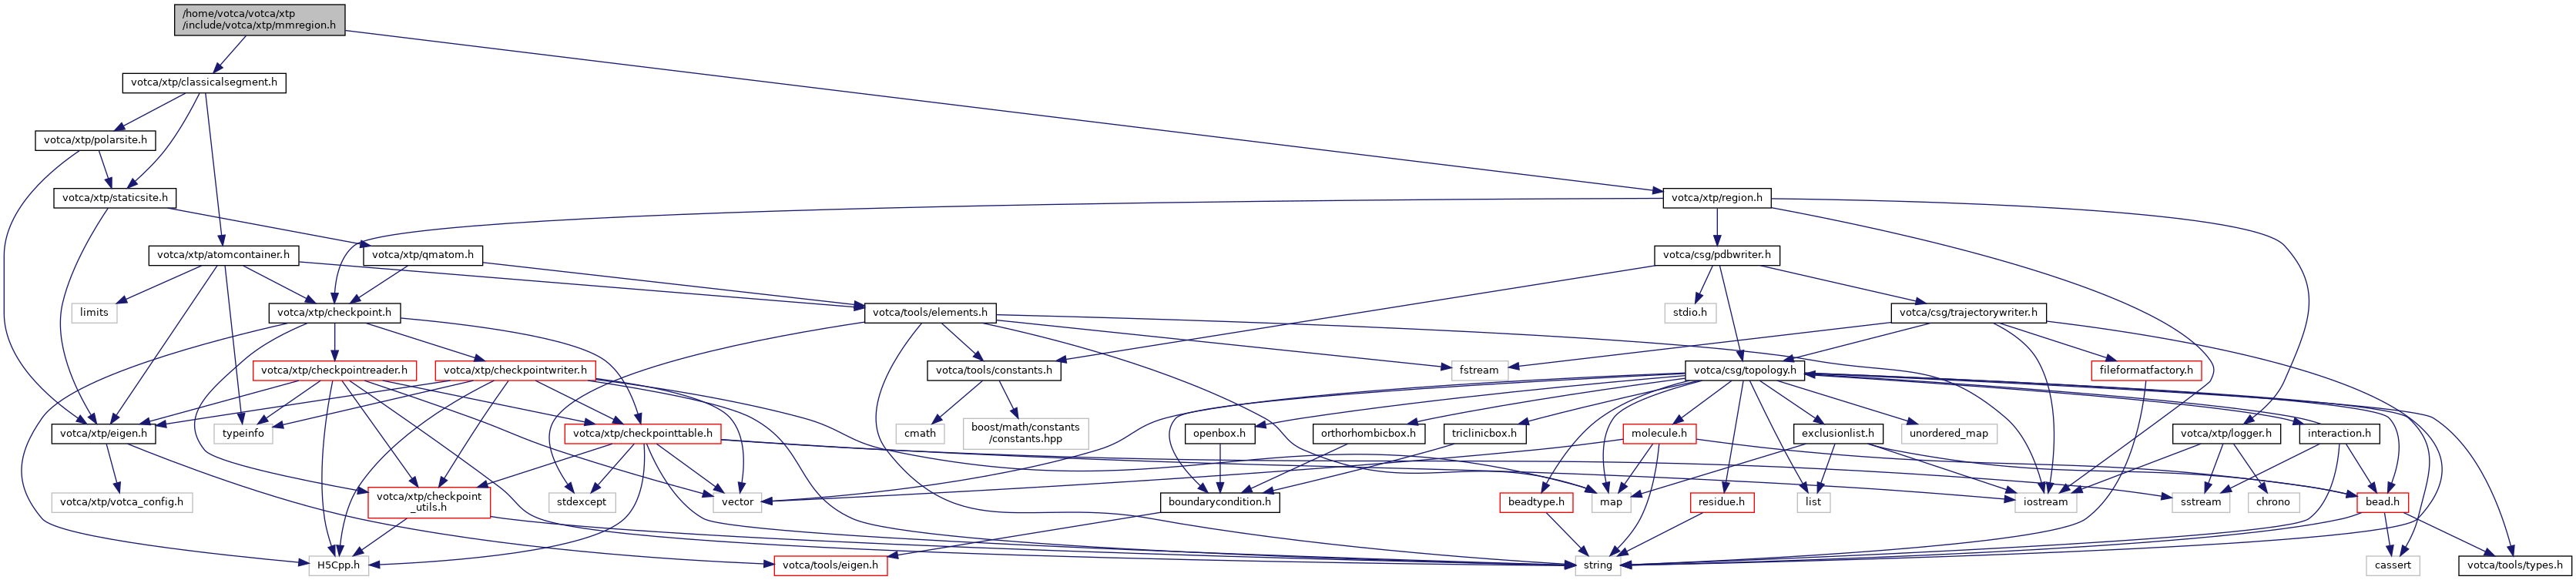 /home/votca/votca/xtp
/include/votca/xtp/mmregion.h
votca/xtp/classicalsegment.h
votca/xtp/polarsite.h
votca/xtp/staticsite.h
votca/xtp/region.h
votca/xtp/atomcontainer.h
votca/xtp/qmatom.h
votca/csg/pdbwriter.h
limits
votca/xtp/checkpoint.h
votca/tools/elements.h
stdio.h
votca/csg/trajectorywriter.h
votca/xtp/checkpointreader.h
votca/xtp/checkpointwriter.h
votca/tools/constants.h
fstream
votca/csg/topology.h
fileformatfactory.h
votca/xtp/eigen.h
typeinfo
votca/xtp/checkpointtable.h
cmath
boost/math/constants
/constants.hpp
openbox.h
orthorhombicbox.h
triclinicbox.h
molecule.h
exclusionlist.h
unordered_map
votca/xtp/logger.h
interaction.h
votca/xtp/votca_config.h
votca/xtp/checkpoint
_utils.h
stdexcept
vector
boundarycondition.h
beadtype.h
map
residue.h
list
iostream
sstream
chrono
bead.h
H5Cpp.h
votca/tools/eigen.h
string
cassert
votca/tools/types.h